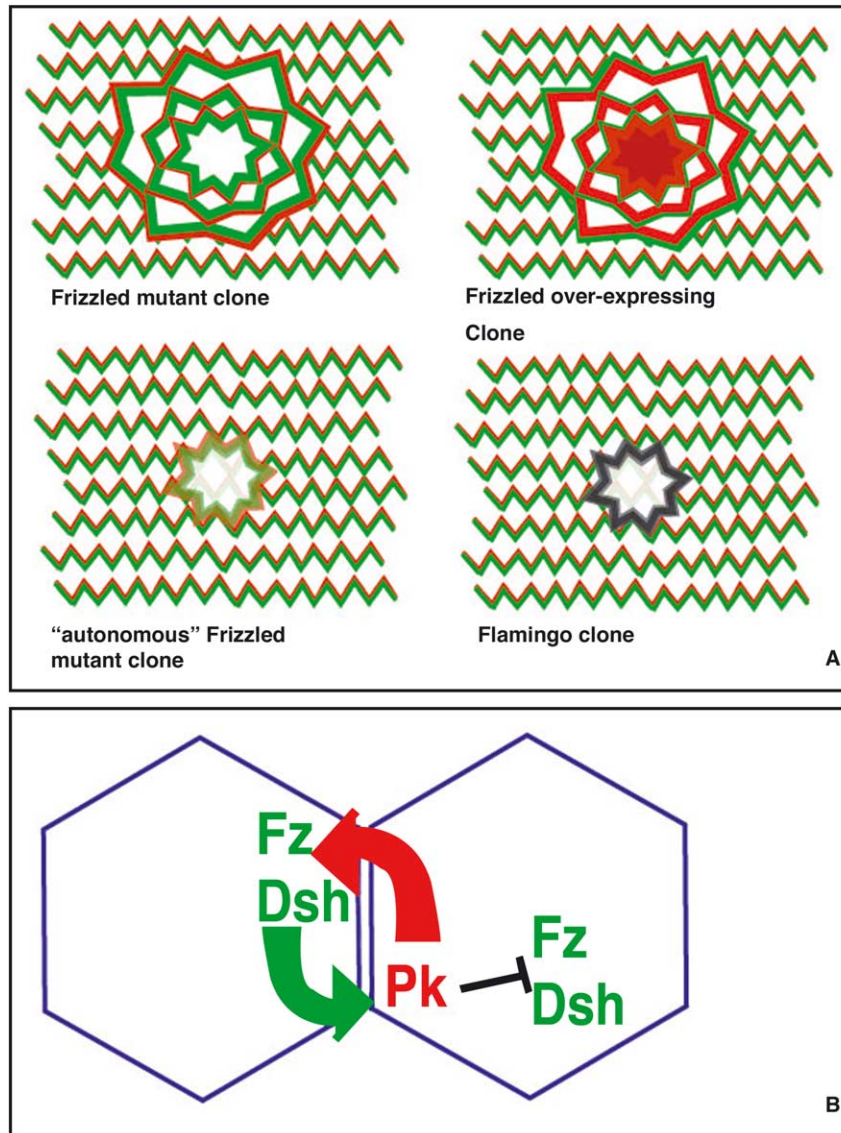 Frizzled mutant clone
Frizzled over-expressing
Clone
“autonomous” Frizzled
mutant clone
Flamingo clone
A
Fz
Dsh
Pk
Fz
Dsh
B